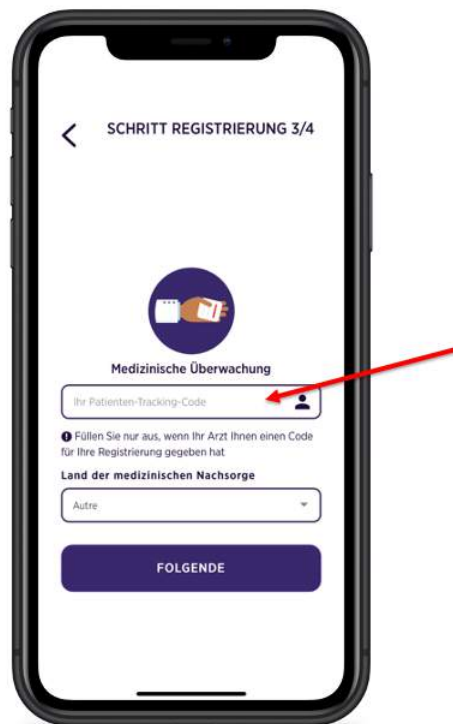 SCHRITT REGISTRIERUNG 3/4
Medizinische Überwachung
Ihr Patienten-Tracking-Code
Füllen Sie nur aus, wenn Ihr Arzt Ihnen einen Code
für Ihre Registrierung gegeben hat
Land der medizinischen Nachsorge
Autre
FOLGENDE